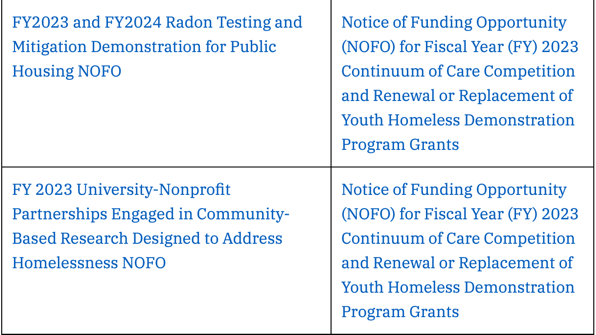 FY2023 and FY2024 Radon Testing and
Mitigation Demonstration for Public
Housing NOFO
Notice of Funding Opportunity
(NOFO) for Fiscal Year (FY) 2023
Continuum of Care Competition
and Renewal or Replacement of
Youth Homeless Demonstration
Program Grants
FY 2023 University-Nonprofit
Partnerships Engaged in Community-
Based Research Designed to Address
Homelessness NOFO
Notice of Funding Opportunity
(NOFO) for Fiscal Year (FY) 2023
Continuum of Care Competition
and Renewal or Replacement of
Youth Homeless Demonstration
Program Grants